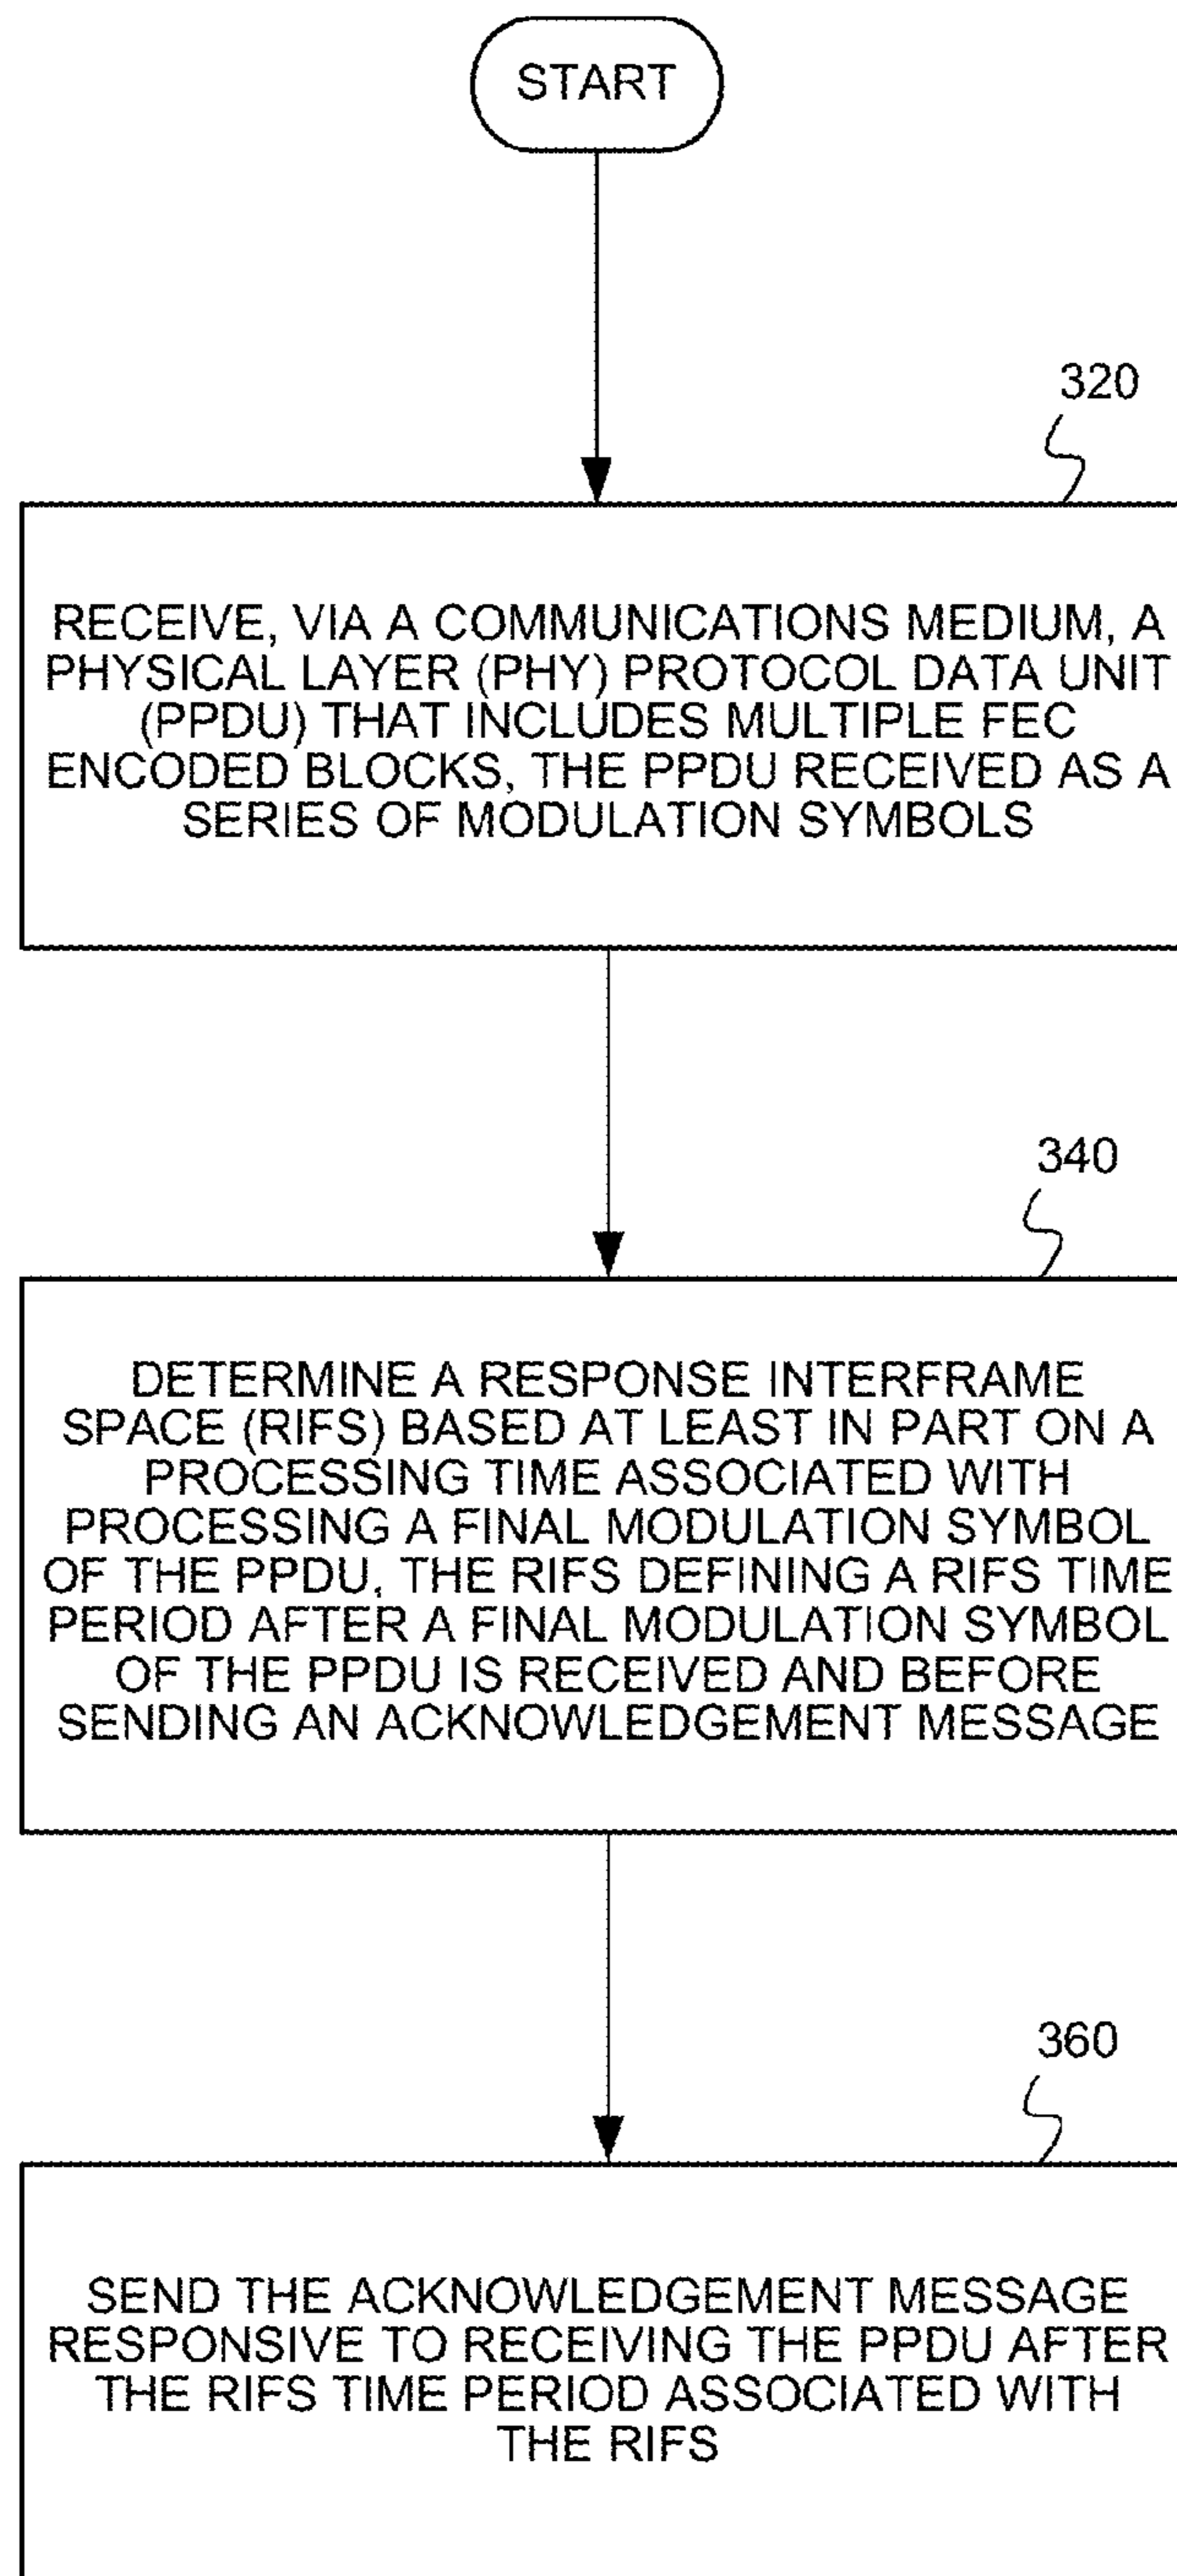 START
320
RECEIVE, VIA A COMMUNICATIONS MEDIUM, A
PHYSICAL LAYER (PHY) PROTOCOL DATA UNIT
(PPDU) THAT INCLUDES MULTIPLE FEC
ENCODED BLOCKS, THE PPDU RECEIVED AS A
SERIES OF MODULATION SYMBOLS
340
DETERMINE A RESPONSE INTERFRAME
SPACE (RIFS) BASED AT LEAST IN PART ON A
PROCESSING TIME ASSOCIATED WITH
PROCESSING A FINAL MODULATION SYMBOL
OF THE PPDU, THE RIFS DEFINING A RIFS TIME
PERIOD AFTER A FINAL MODULATION SYMBOL
OF THE PPDU IS RECEIVED AND BEFORE
SENDING AN ACKNOWLEDGEMENT MESSAGE
360
SEND THE ACKNOWLEDGEMENT MESSAGE
RESPONSIVE TO RECEIVING THE PPDU AFTER
THE RIFS TIME PERIOD ASSOCIATED WITH
THE RIFS